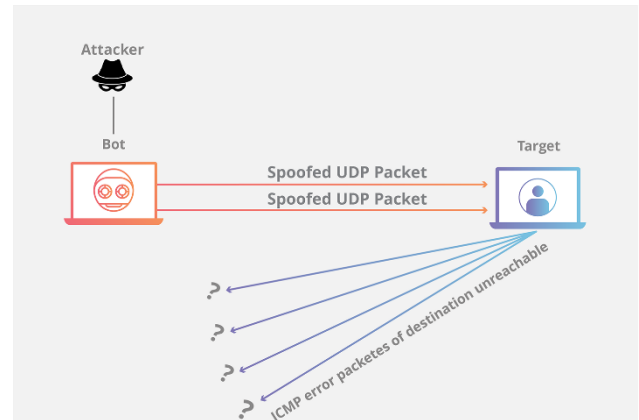 Attacker
Bot
Target
Spoofed UDP Packet
Spoofed UDP Packet
?
?
?
?
ICMP error packetes of destination unreachable